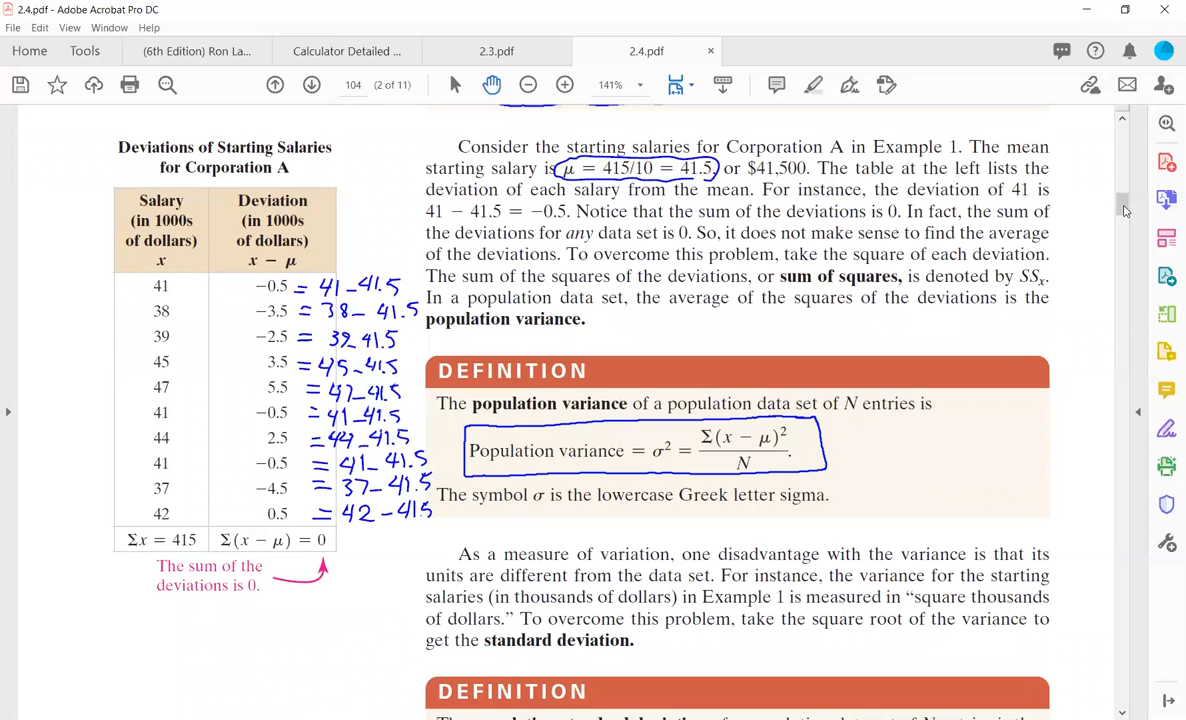 2.4.pdf - Adobe Acrobat Pro DC
File Edit View Window Help
Home Tools (6th Edition) Ron La... Calculator Detailed ... 2.3.pdf 2.4.pdf ×
104 (2 of 11) 141%
Deviations of Starting Salaries
for Corporation A
Salary Deviation
(in 1000s (in 1000s
of dollars) of dollars)
x x − μ
41 −0.5 = 41-41.5
38 −3.5 = 38-41.5
39 −2.5 = 39-41.5
45 3.5 = 45-41.5
47 5.5 = 47-41.5
41 −0.5 = 41-41.5
44 2.5 = 44-41.5
41 −0.5 = 41-41.5
37 −4.5 = 37-41.5
42 0.5 = 42-41.5
Σx = 415 Σ(x − μ) = 0
The sum of the
deviations is 0.
Consider the starting salaries for Corporation A in Example 1. The mean
starting salary is μ = 415/10 = 41.5, or $41,500. The table at the left lists the
deviation of each salary from the mean. For instance, the deviation of 41 is
41 − 41.5 = −0.5. Notice that the sum of the deviations is 0. In fact, the sum of
the deviations for any data set is 0. So, it does not make sense to find the average
of the deviations. To overcome this problem, take the square of each deviation.
The sum of the squares of the deviations, or sum of squares, is denoted by SSₓ.
In a population data set, the average of the squares of the deviations is the
population variance.
DEFINITION
The population variance of a population data set of N entries is
Population variance = σ² = Σ(x − μ)² / N.
The symbol σ is the lowercase Greek letter sigma.
As a measure of variation, one disadvantage with the variance is that its
units are different from the data set. For instance, the variance for the starting
salaries (in thousands of dollars) in Example 1 is measured in “square thousands
of dollars.” To overcome this problem, take the square root of the variance to
get the standard deviation.
DEFINITION